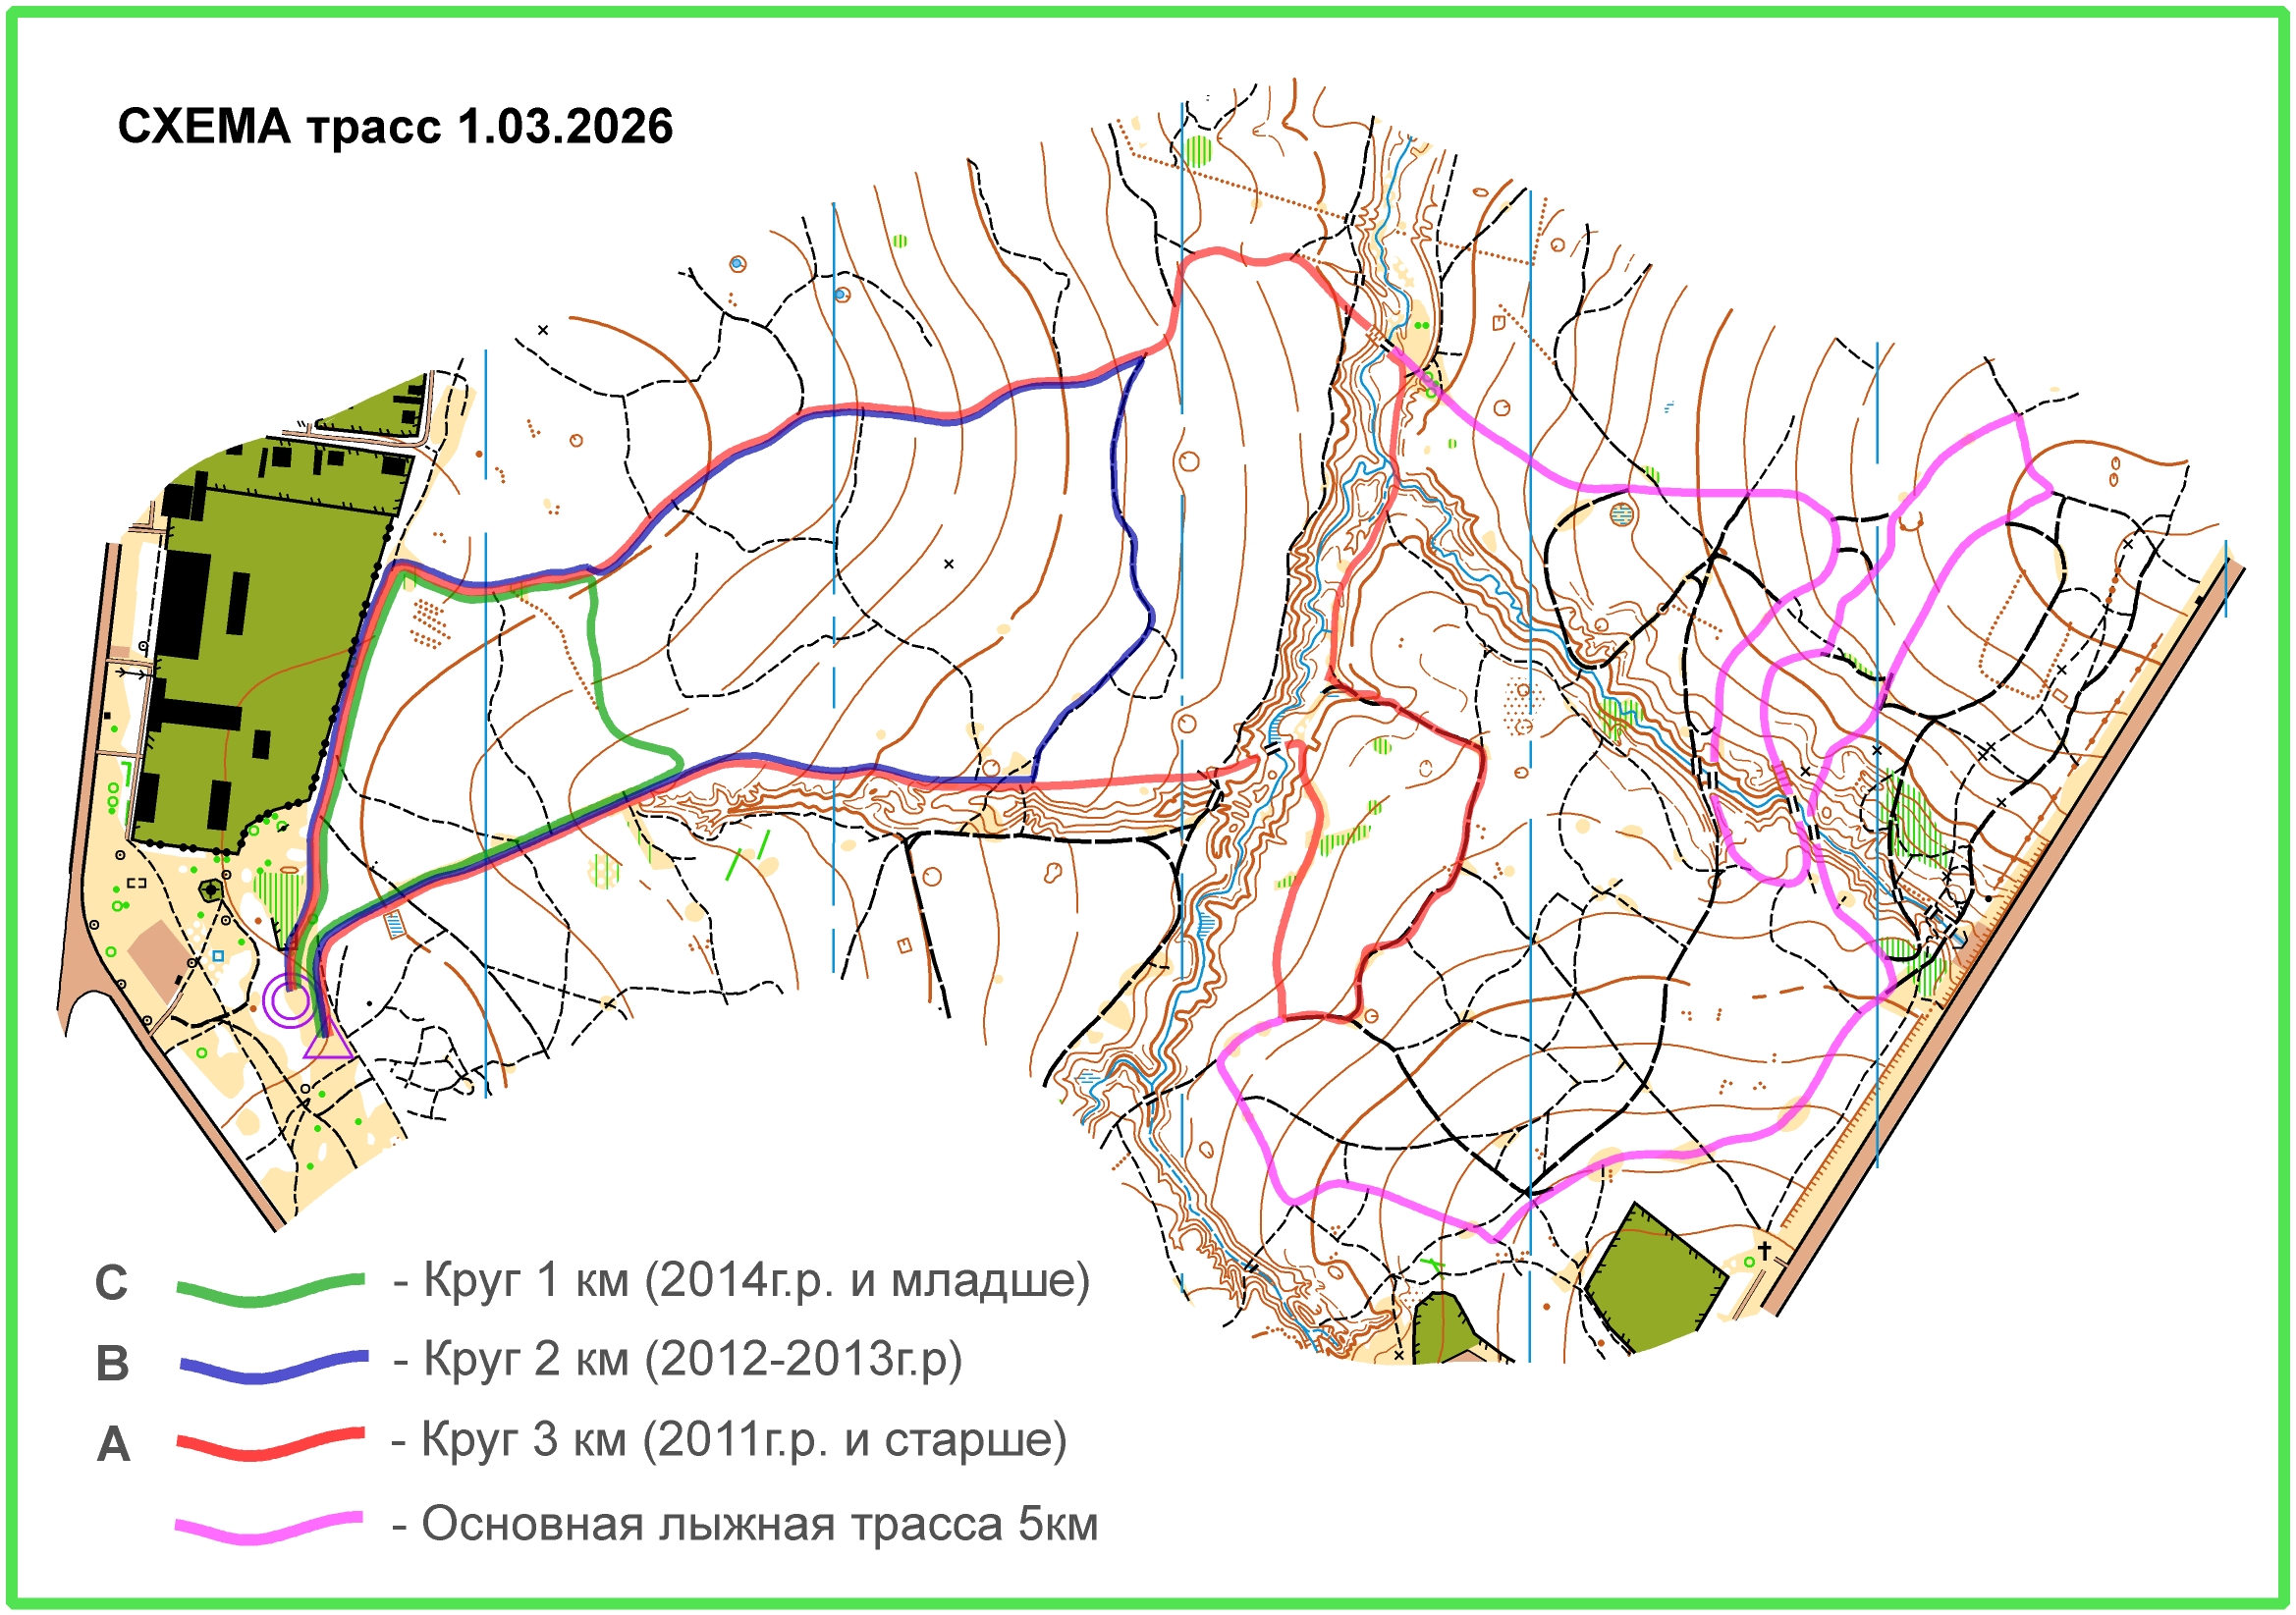 СХЕМА трасс 1.03.2026
C - Круг 1 км (2014г.р. и младше)
B - Круг 2 км (2012-2013г.р)
A - Круг 3 км (2011г.р. и старше)
- Основная лыжная трасса 5км